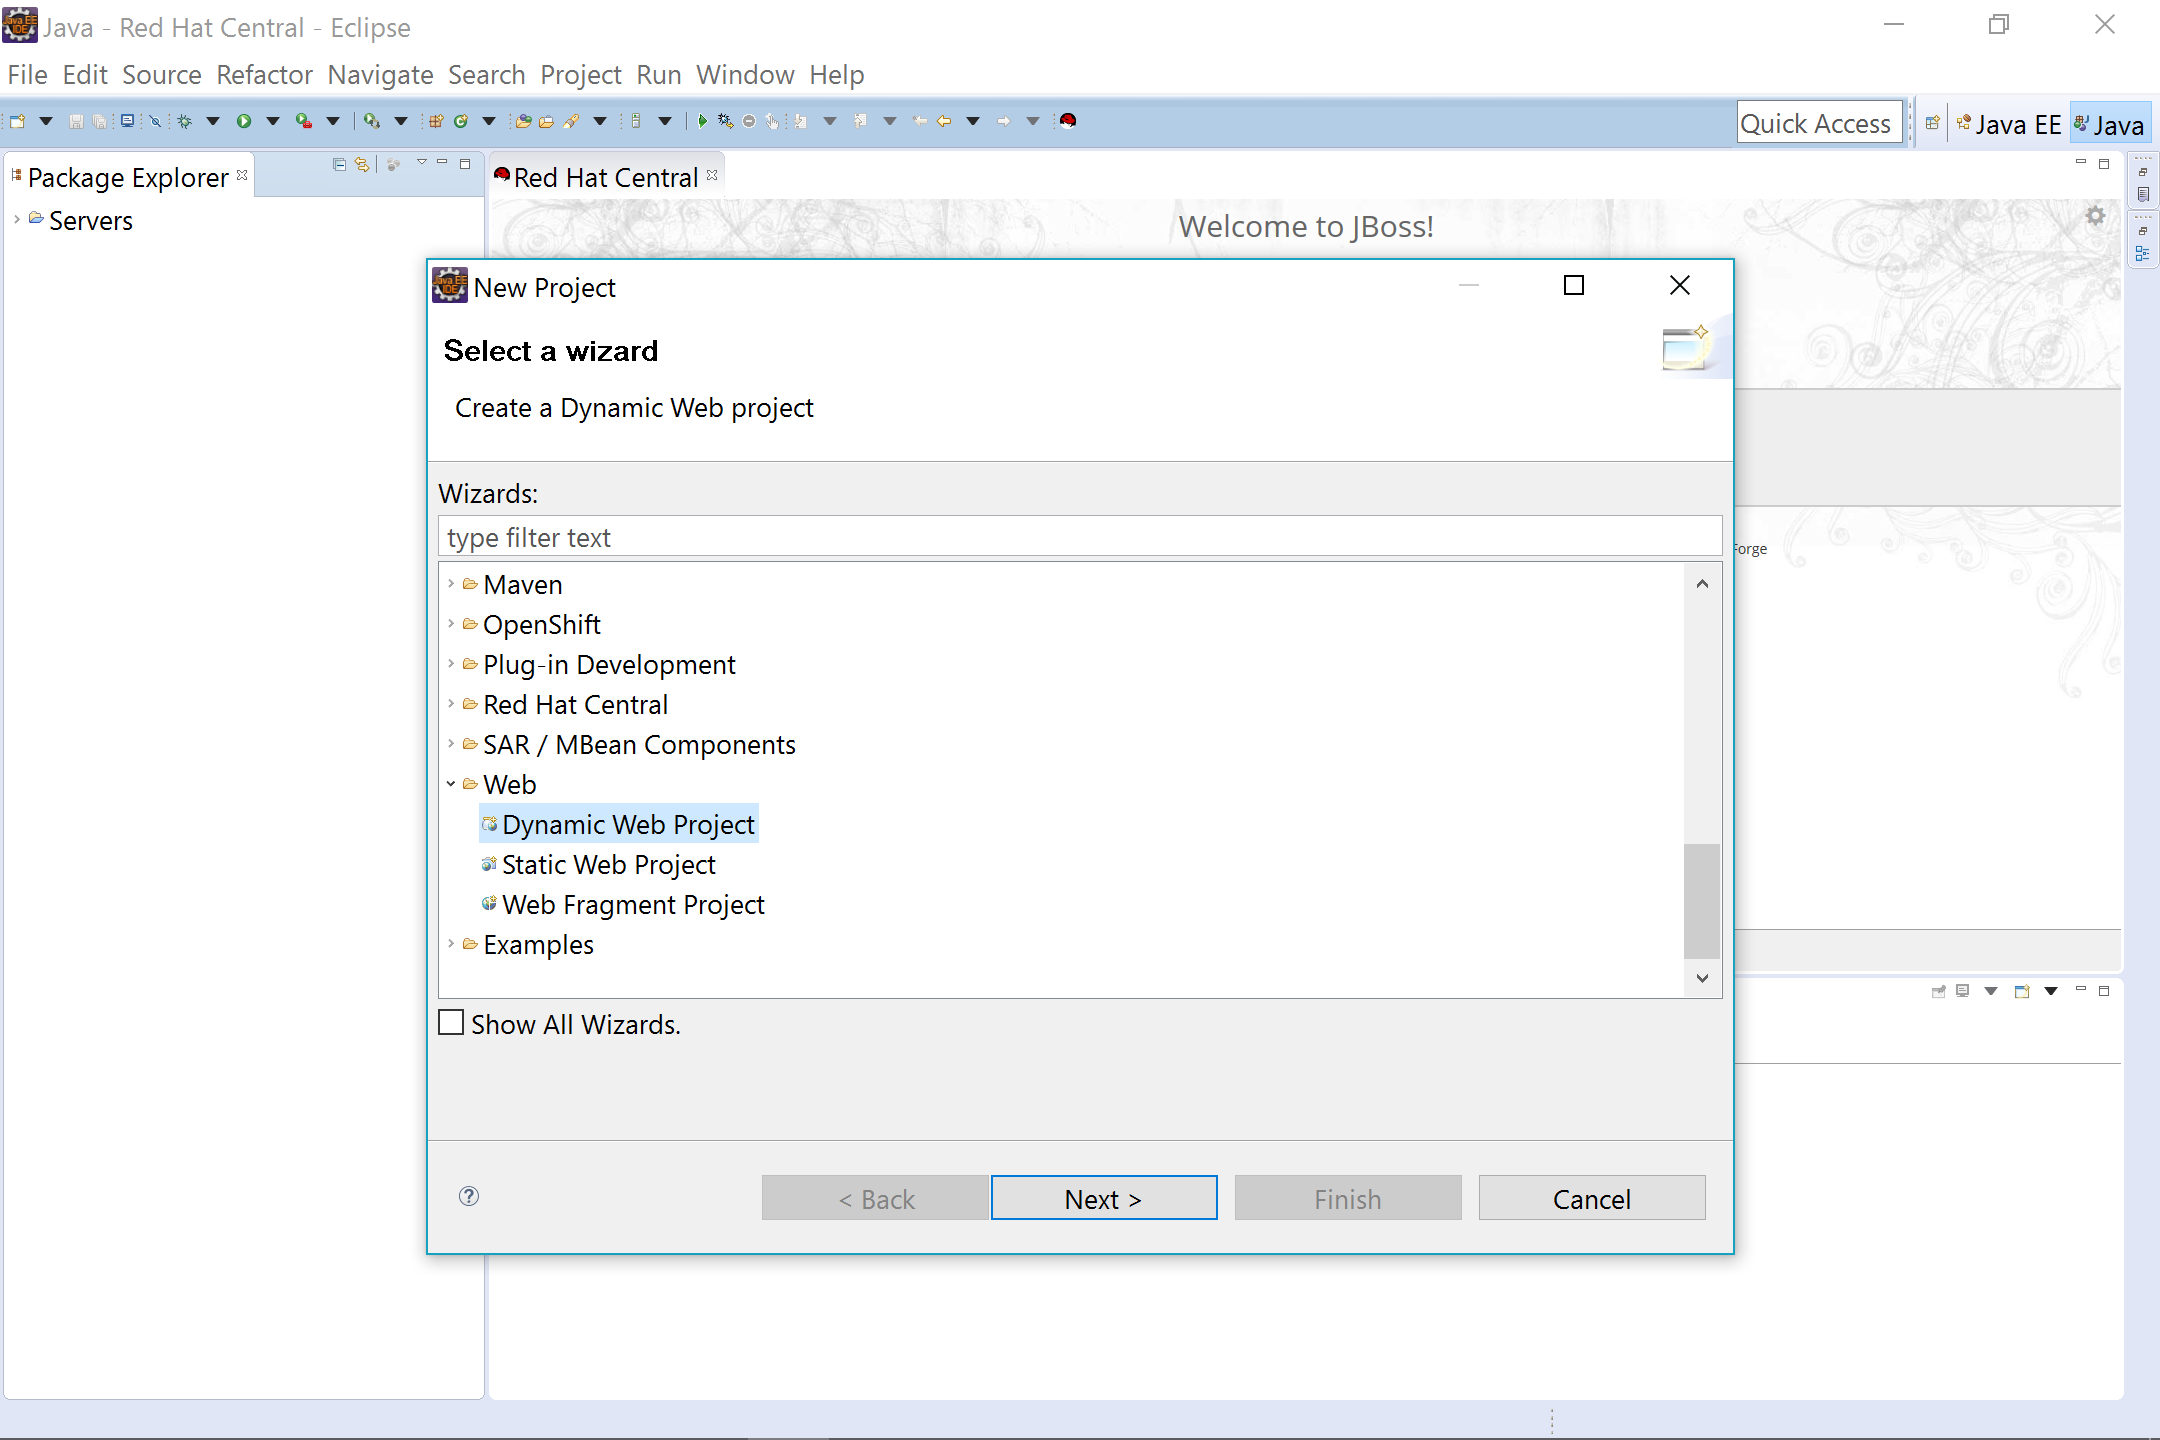 Java - Red Hat Central - Eclipse
File Edit Source Refactor Navigate Search Project Run Window Help
Quick Access
Java EE
Java
Package Explorer
Servers
Red Hat Central
Welcome to JBoss!
New Project
Select a wizard
Create a Dynamic Web project
Wizards:
type filter text
Forge
Maven
OpenShift
Plug-in Development
Red Hat Central
SAR / MBean Components
Web
Dynamic Web Project
Static Web Project
Web Fragment Project
Examples
Show All Wizards.
< Back
Next >
Finish
Cancel